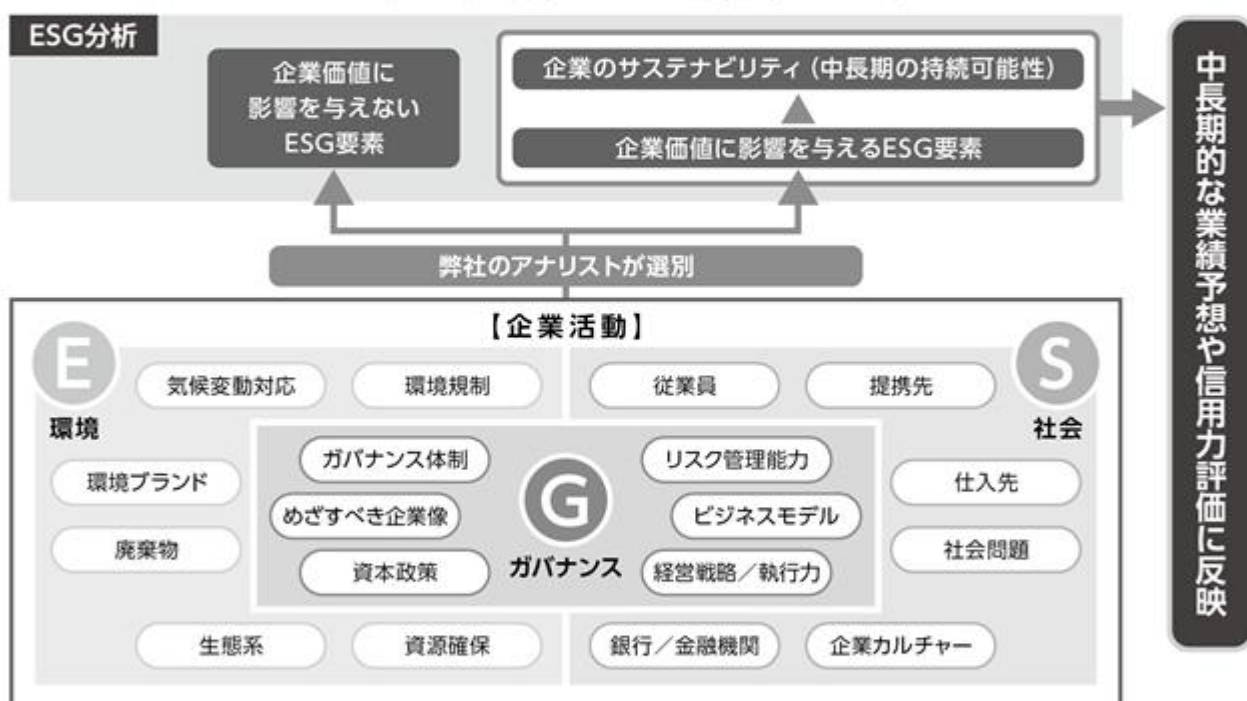 ESG分析
企業価値に
影響を与えない
ESG要素
企業のサステナビリティ（中長期の持続可能性）
企業価値に影響を与えるESG要素
中長期的な業績予想や信用力評価に反映
弊社のアナリストが選別
【企業活動】
E
環境
気候変動対応
環境規制
環境ブランド
廃棄物
生態系
資源確保
ガバナンス体制
めざすべき企業像
資本政策
G
ガバナンス
リスク管理能力
ビジネスモデル
経営戦略／執行力
S
社会
従業員
提携先
仕入先
社会問題
銀行／金融機関
企業カルチャー